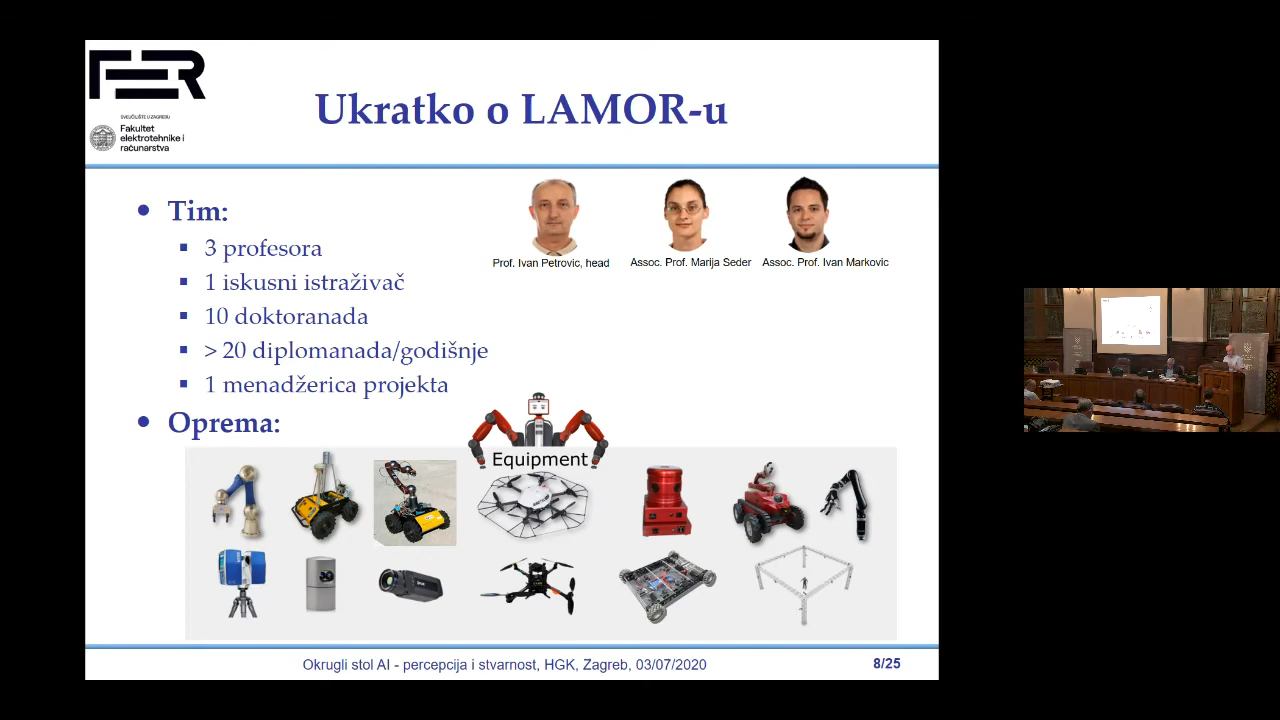 FER
SVEUČILIŠTE U ZAGREBU
Fakultet
elektrotehnike i
računarstva
Ukratko o LAMOR-u
• Tim:
▪ 3 profesora
▪ 1 iskusni istraživač
▪ 10 doktoranada
▪ > 20 diplomanada/godišnje
▪ 1 menadžerica projekta
Prof. Ivan Petrovic, head
Assoc. Prof. Marija Seder
Assoc. Prof. Ivan Markovic
• Oprema:
Equipment
Okrugli stol AI - percepcija i stvarnost, HGK, Zagreb, 03/07/2020
8/25